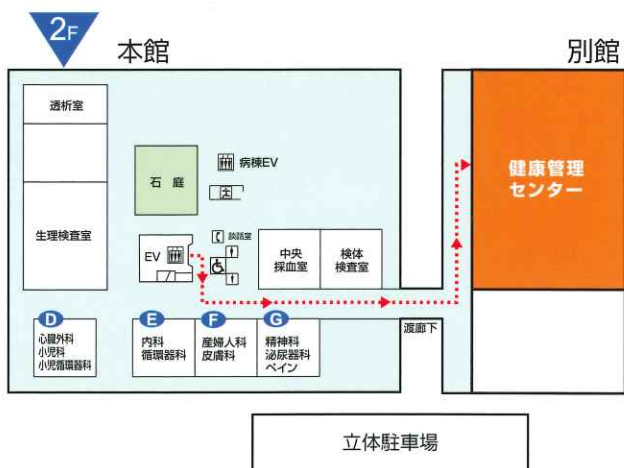 2F
本館
別館
透析室
石庭
病棟EV
健康管理
センター
生理検査室
談話室
EV
中央
採血室
検体
検査室
D
心臓外科
小児科
小児循環器科
E
内科
循環器科
F
産婦人科
皮膚科
G
精神科
泌尿器科
ペイン
渡廊下
立体駐車場